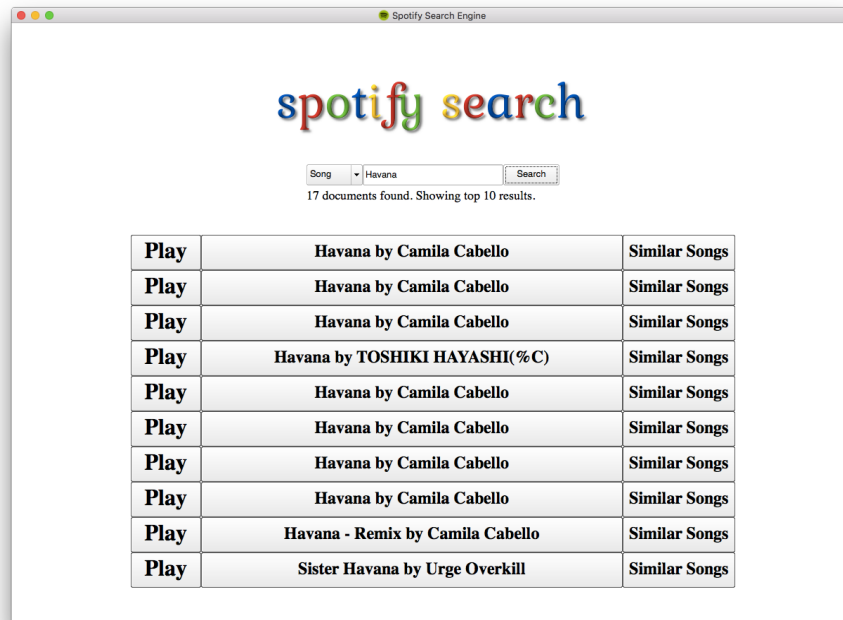 Spotify Search Engine
spotify search
Song Havana Search
17 documents found. Showing top 10 results.
Play Havana by Camila Cabello Similar Songs
Play Havana by Camila Cabello Similar Songs
Play Havana by Camila Cabello Similar Songs
Play Havana by TOSHIKI HAYASHI(%C) Similar Songs
Play Havana by Camila Cabello Similar Songs
Play Havana by Camila Cabello Similar Songs
Play Havana by Camila Cabello Similar Songs
Play Havana by Camila Cabello Similar Songs
Play Havana - Remix by Camila Cabello Similar Songs
Play Sister Havana by Urge Overkill Similar Songs